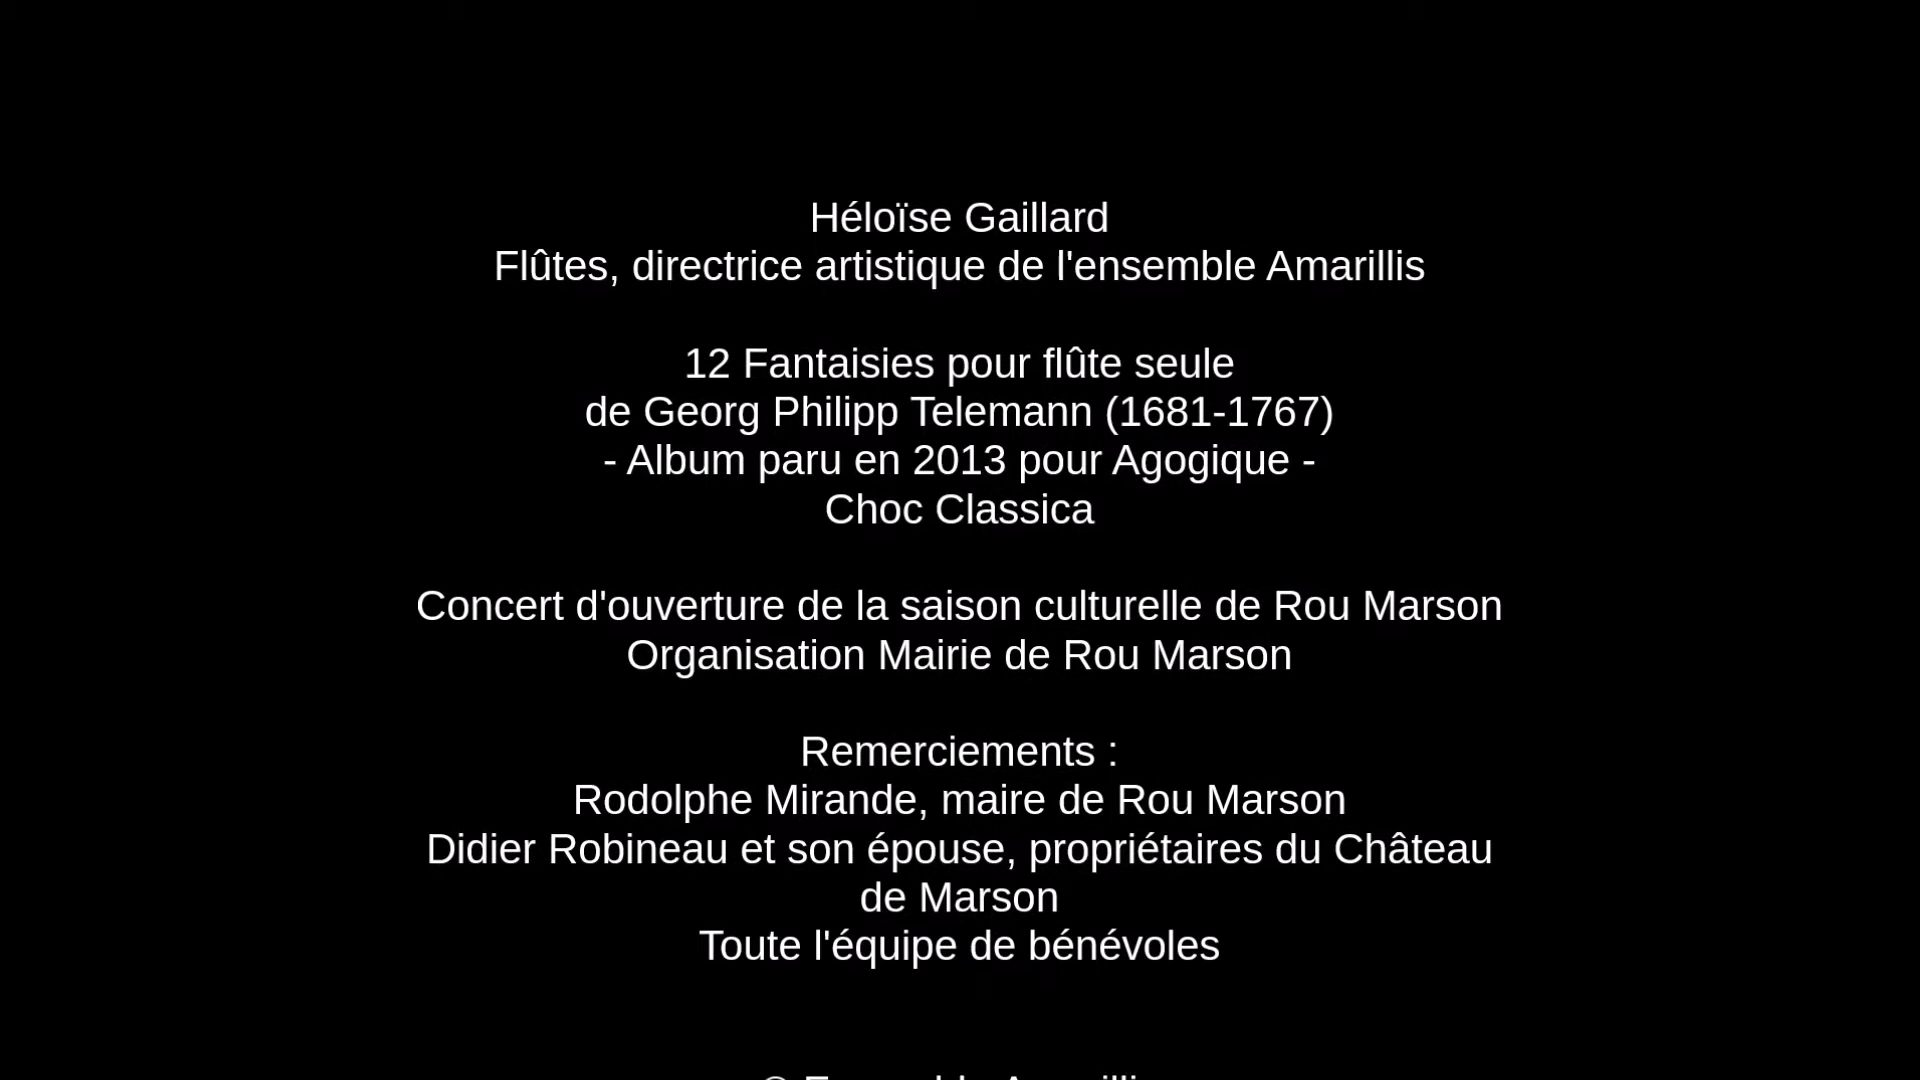 Héloïse Gaillard
Flûtes, directrice artistique de l'ensemble Amarillis
12 Fantaisies pour flûte seule
de Georg Philipp Telemann (1681-1767)
- Album paru en 2013 pour Agogique -
Choc Classica
Concert d'ouverture de la saison culturelle de Rou Marson
Organisation Mairie de Rou Marson
Remerciements :
Rodolphe Mirande, maire de Rou Marson
Didier Robineau et son épouse, propriétaires du Château
de Marson
Toute l'équipe de bénévoles